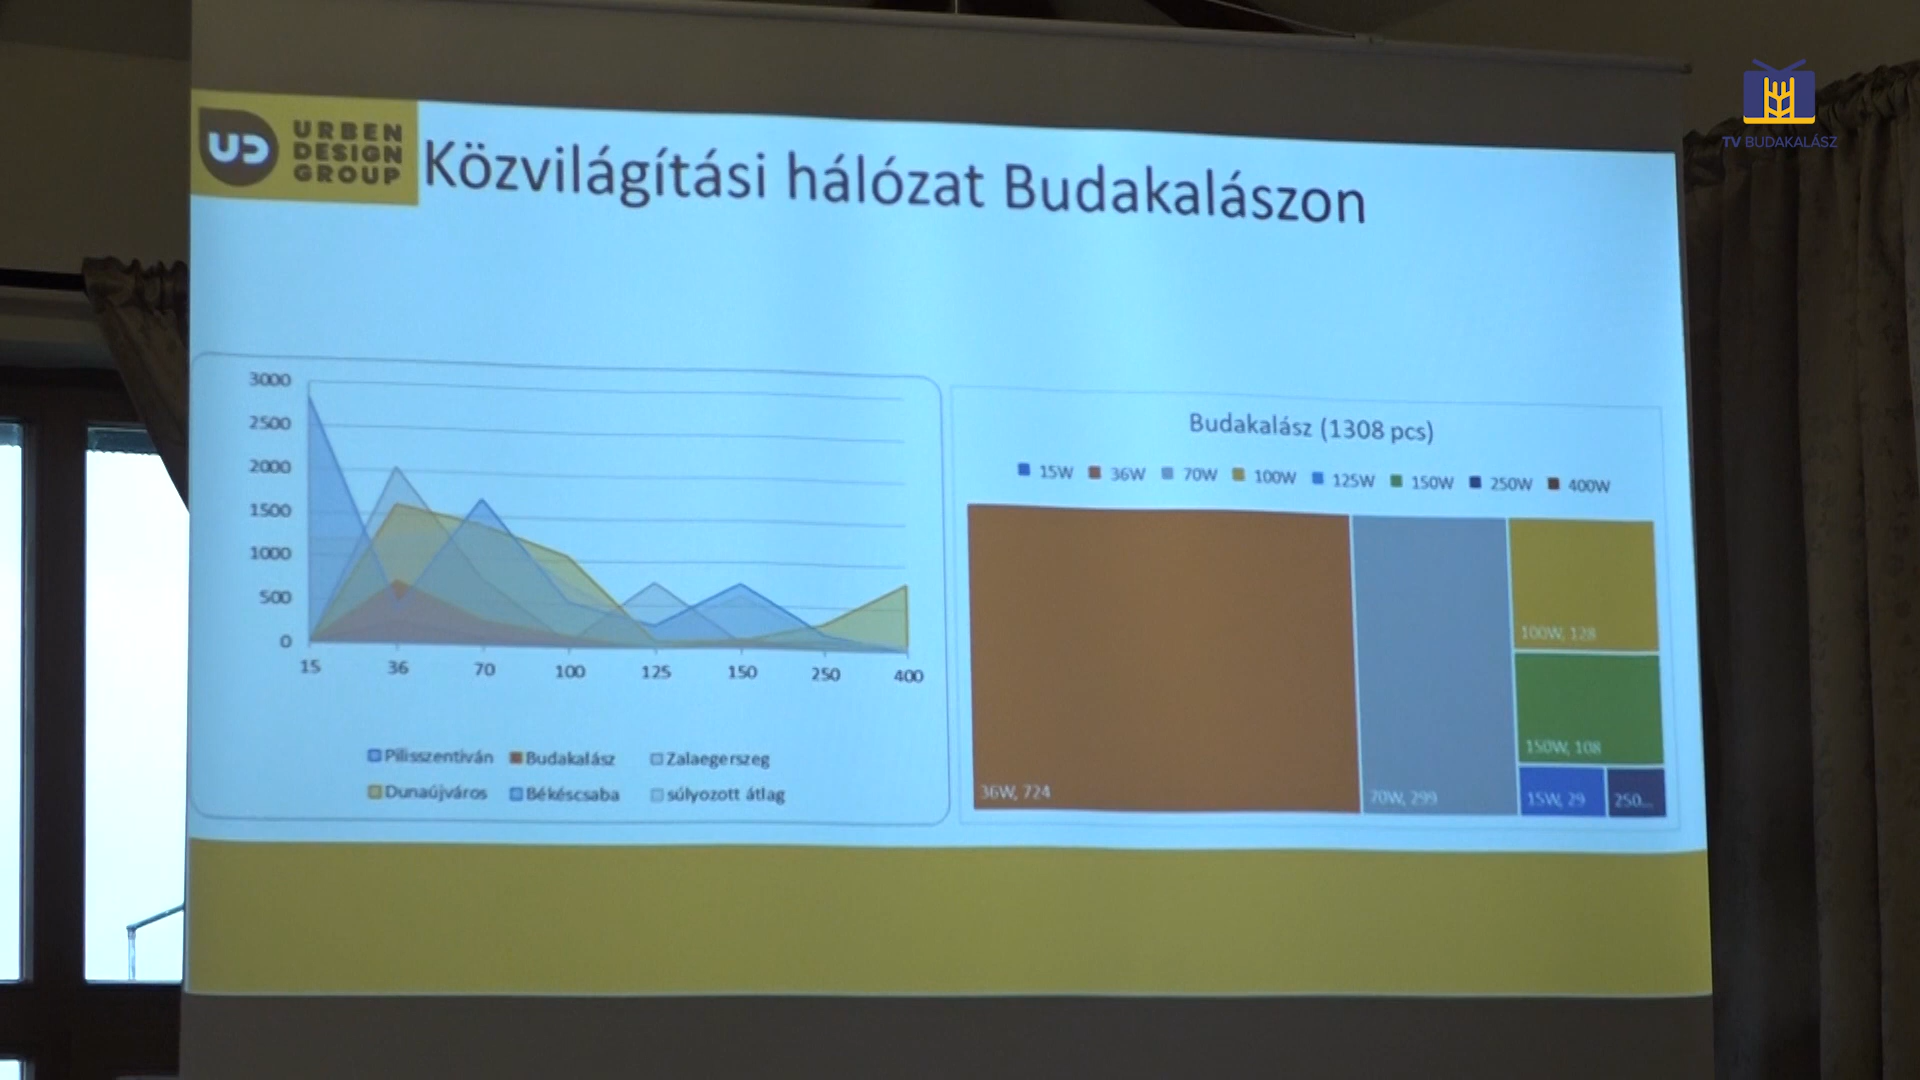 TV BUDAKALÁSZ
UD
URBEN
DESIGN
GROUP
Közvilágítási hálózat Budakalászon
3000
2500
2000
1500
1000
500
0
15 36 70 100 125 150 250 400
Pilisszentiván Budakalász Zalaegerszeg
Dunaújváros Békéscsaba súlyozott átlag
Budakalász (1308 pcs)
15W 36W 70W 100W 125W 150W 250W 400W
36W, 724
70W, 299
100W, 128
150W, 108
15W, 29
250...